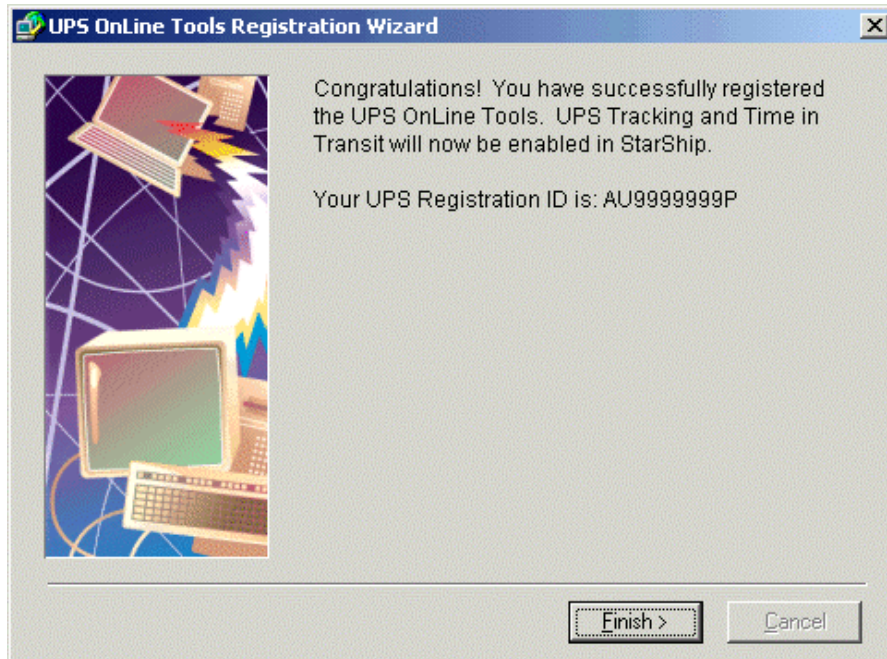 UPS OnLine Tools Registration Wizard
Congratulations! You have successfully registered
the UPS OnLine Tools. UPS Tracking and Time in
Transit will now be enabled in StarShip.
Your UPS Registration ID is: AU9999999P
Finish >
Cancel